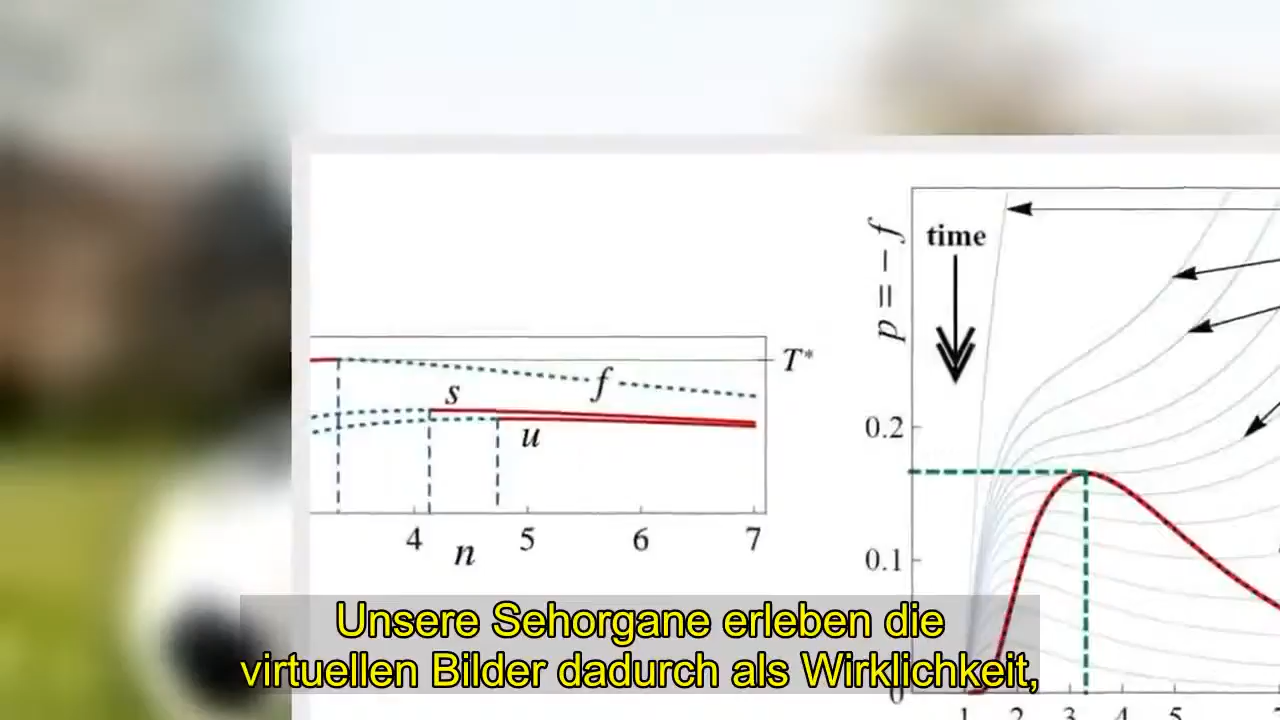 time
p = − f
0.2
0.1
0
1 2 3 4 5
T*
f
s
u
4 5 6 7
n
Unsere Sehorgane erleben die
virtuellen Bilder dadurch als Wirklichkeit,